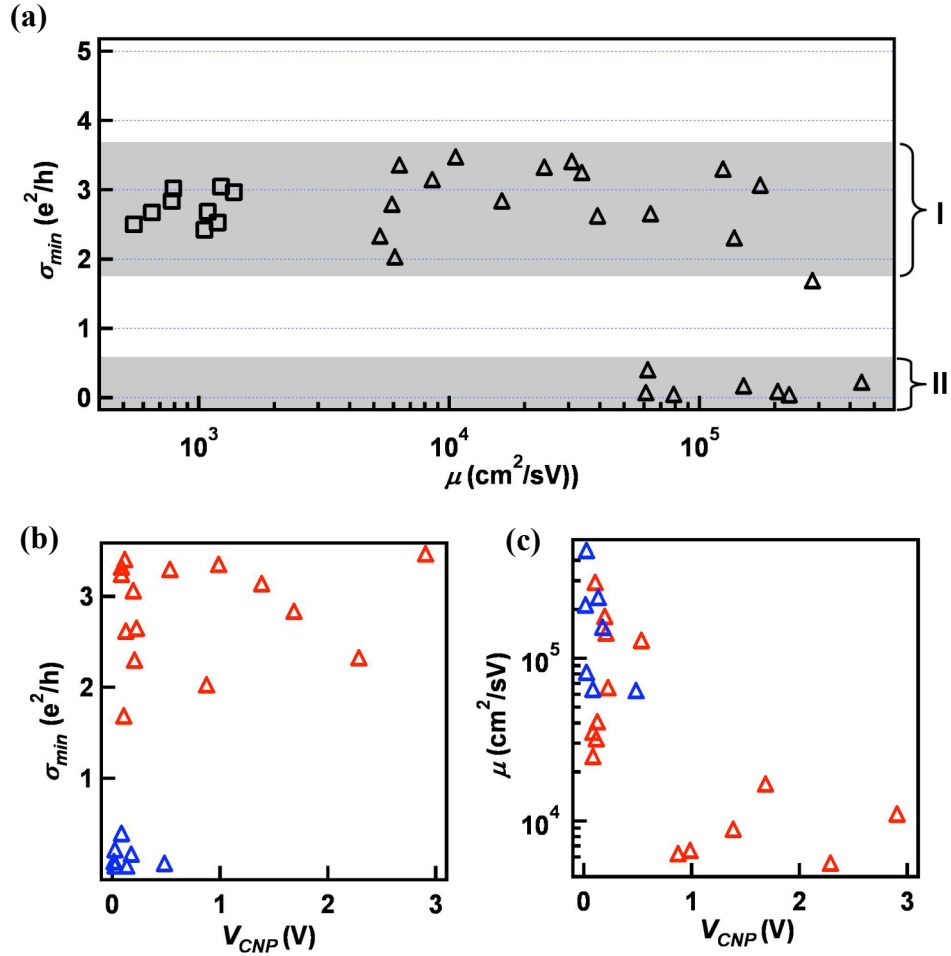 (a)
5
4
3
2
1
0
σmin (e²/h)
I
II
10³
10⁴
10⁵
μ (cm²/sV))
(b)
3
2
1
σmin (e²/h)
0
1
2
3
VCNP (V)
(c)
10⁵
10⁴
μ (cm²/sV)
0
1
2
3
VCNP (V)